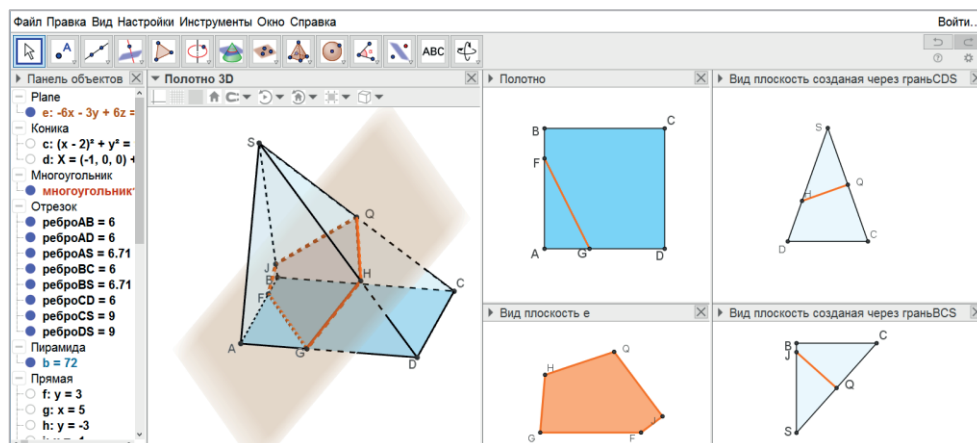 Файл Правка Вид Настройки Инструменты Окно Справка
Войти...
A
ABC
Панель объектов
Plane
e: -6x - 3y + 6z =
Коника
c: (x - 2)² + y² =
d: X = (-1, 0, 0) +
Многоугольник
многоугольник
Отрезок
реброAB = 6
реброAD = 6
реброAS = 6.71
реброBC = 6
реброBS = 6.71
реброCD = 6
реброCS = 9
реброDS = 9
Пирамида
b = 72
Прямая
f: y = 3
g: x = 5
h: y = -3
Полотно 3D
S
Q
J
H
B
C
F
A
G
D
Полотно
B
C
F
A
G
D
Вид плоскость e
Q
H
J
G
F
Вид плоскость созданая через граньCDS
S
Q
H
D
C
Вид плоскость созданая через граньBCS
B
C
J
Q
S